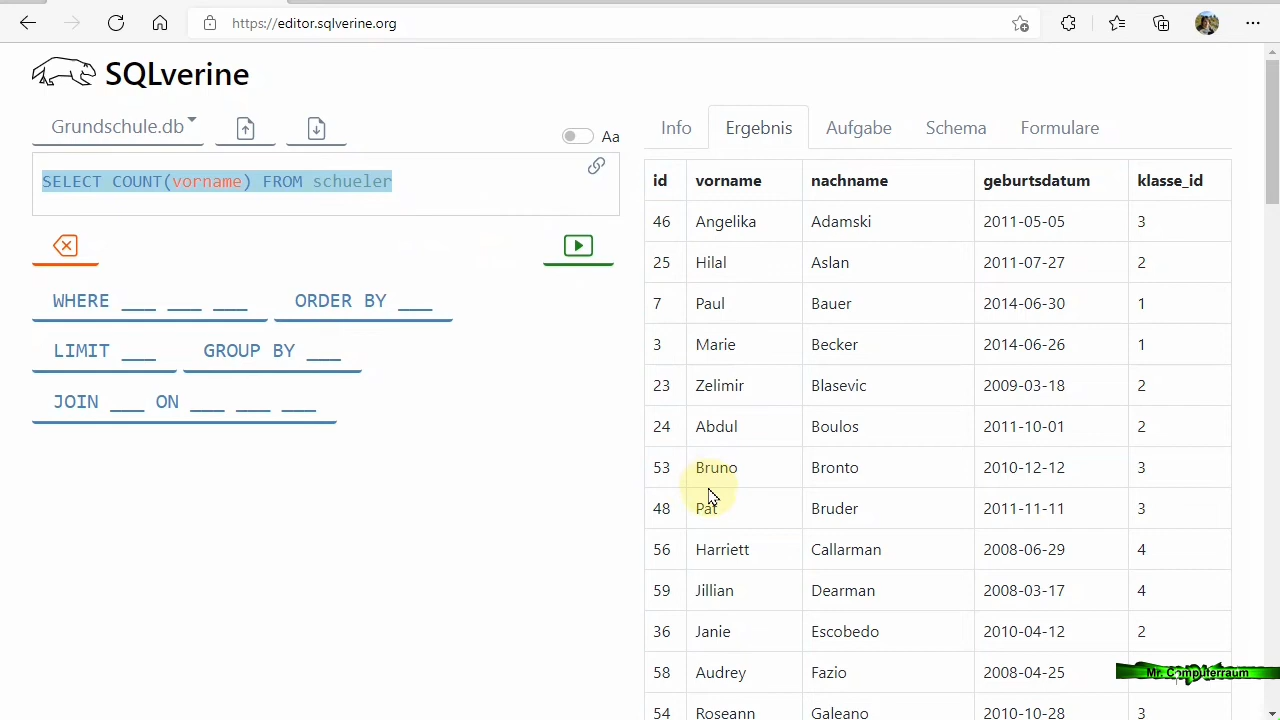 https://editor.sqlverine.org
SQLverine
Grundschule.db
Aa
SELECT COUNT(vorname) FROM schueler
WHERE ___ ___ ___ ORDER BY ___
LIMIT ___ GROUP BY ___
JOIN ___ ON ___ ___ ___
Info Ergebnis Aufgabe Schema Formulare
id vorname nachname geburtsdatum klasse_id
46 Angelika Adamski 2011-05-05 3
25 Hilal Aslan 2011-07-27 2
7 Paul Bauer 2014-06-30 1
3 Marie Becker 2014-06-26 1
23 Zelimir Blasevic 2009-03-18 2
24 Abdul Boulos 2011-10-01 2
53 Bruno Bronto 2010-12-12 3
48 Pat Bruder 2011-11-11 3
56 Harriett Callarman 2008-06-29 4
59 Jillian Dearman 2008-03-17 4
36 Janie Escobedo 2010-04-12 2
58 Audrey Fazio 2008-04-25
54 Roseann Galeano 2010-10-28 3
Mr. Computerraum